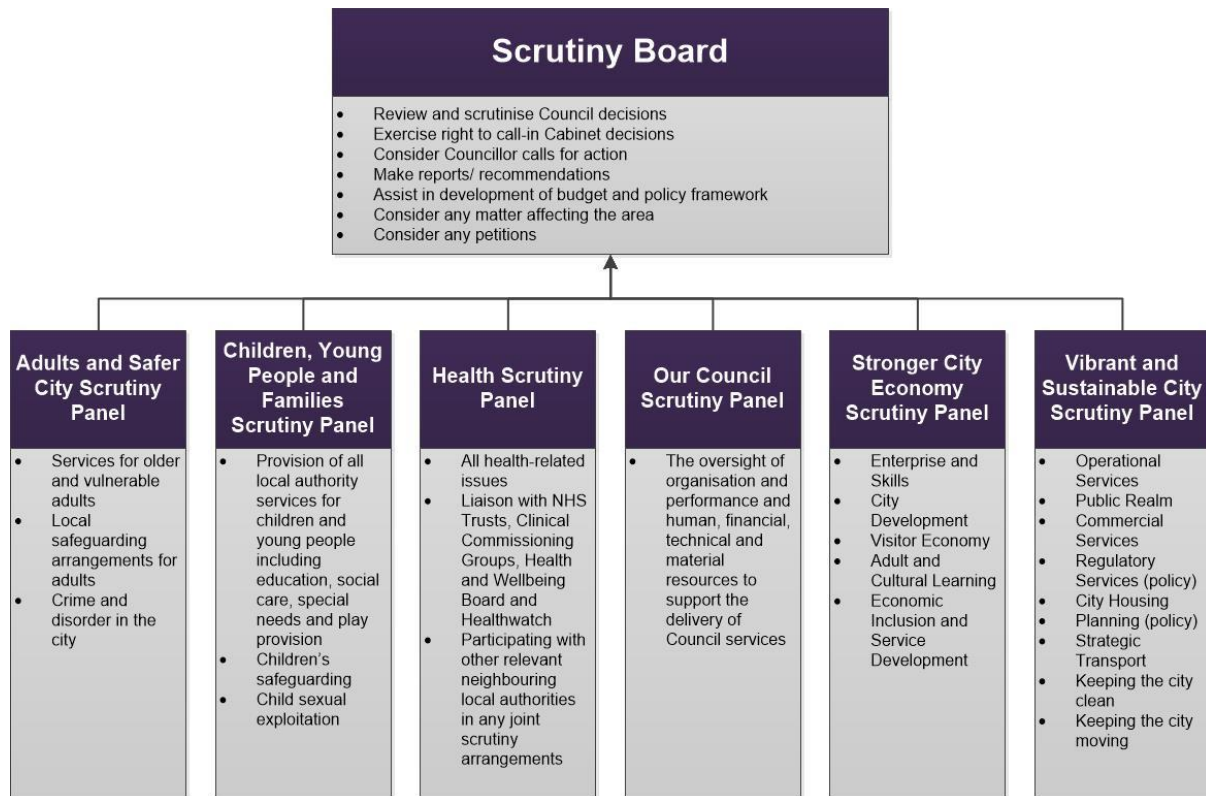 Scrutiny Board
• Review and scrutinise Council decisions
• Exercise right to call-in Cabinet decisions
• Consider Councillor calls for action
• Make reports/ recommendations
• Assist in development of budget and policy framework
• Consider any matter affecting the area
• Consider any petitions
Adults and Safer
City Scrutiny
Panel
• Services for older
and vulnerable
adults
• Local
safeguarding
arrangements for
adults
• Crime and
disorder in the
city
Children, Young
People and
Families
Scrutiny Panel
• Provision of all
local authority
services for
children and
young people
including
education, social
care, special
needs and play
provision
• Children's
safeguarding
• Child sexual
exploitation
Health Scrutiny
Panel
• All health-related
issues
• Liaison with NHS
Trusts, Clinical
Commissioning
Groups, Health
and Wellbeing
Board and
Healthwatch
• Participating with
other relevant
neighbouring
local authorities
in any joint
scrutiny
arrangements
Our Council
Scrutiny Panel
• The oversight of
organisation and
performance and
human, financial,
technical and
material
resources to
support the
delivery of
Council services
Stronger City
Economy
Scrutiny Panel
• Enterprise and
Skills
• City
Development
• Visitor Economy
• Adult and
Cultural Learning
• Economic
Inclusion and
Service
Development
Vibrant and
Sustainable City
Scrutiny Panel
• Operational
Services
• Public Realm
• Commercial
Services
• Regulatory
Services (policy)
• City Housing
• Planning (policy)
• Strategic
Transport
• Keeping the city
clean
• Keeping the city
moving